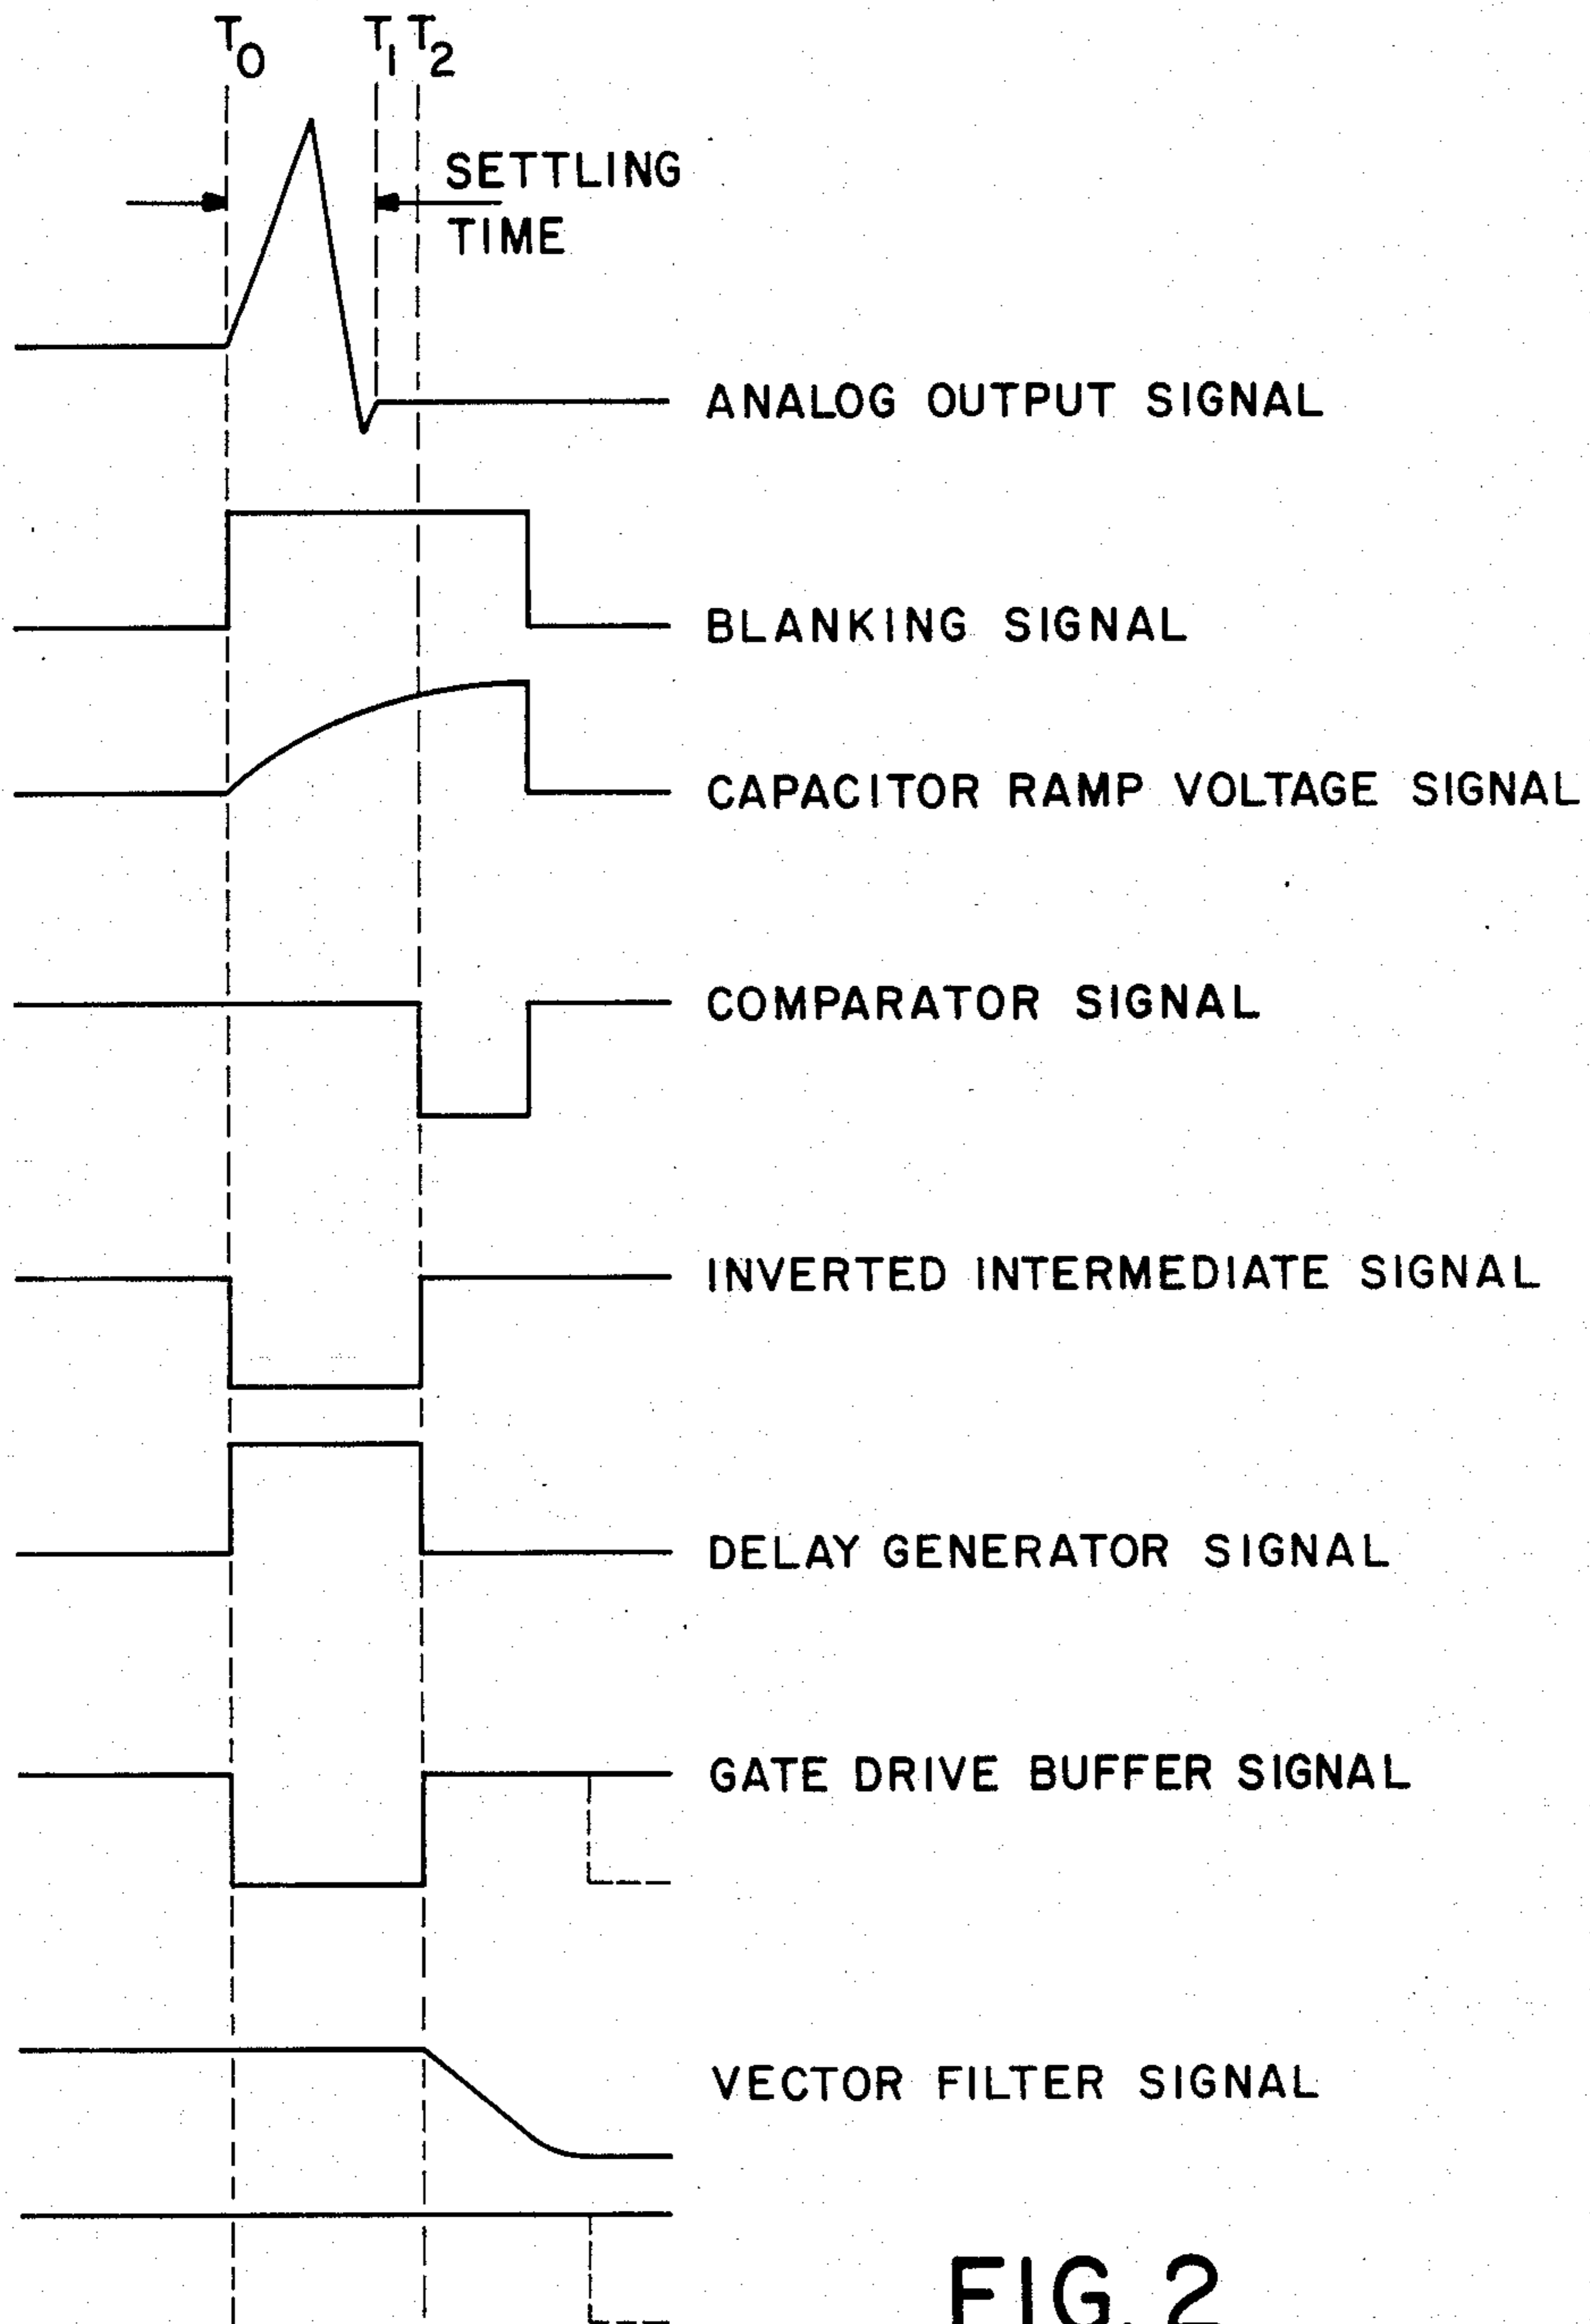 T0 T1 T2
SETTLING
TIME
ANALOG OUTPUT SIGNAL
BLANKING SIGNAL
CAPACITOR RAMP VOLTAGE SIGNAL
COMPARATOR SIGNAL
INVERTED INTERMEDIATE SIGNAL
DELAY GENERATOR SIGNAL
GATE DRIVE BUFFER SIGNAL
VECTOR FILTER SIGNAL
FIG. 2